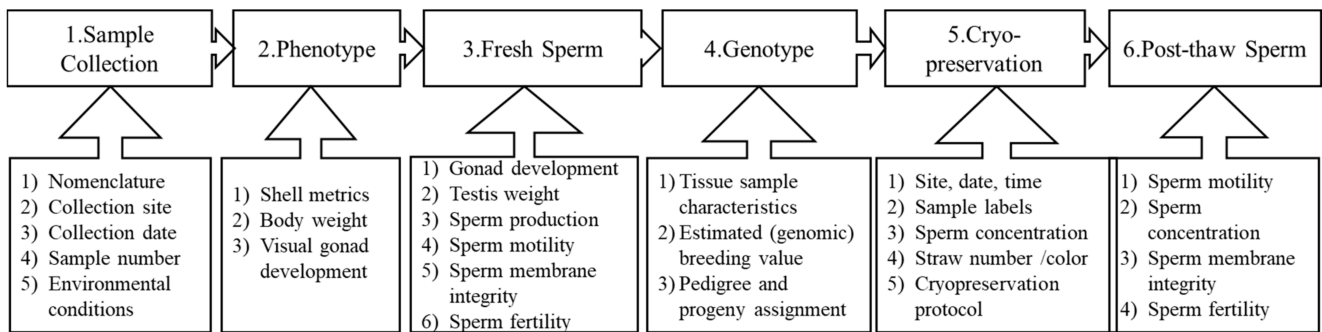 1.Sample
Collection
2.Phenotype
3.Fresh Sperm
4.Genotype
5.Cryo-
preservation
6.Post-thaw Sperm
1) Nomenclature
2) Collection site
3) Collection date
4) Sample number
5) Environmental
conditions
1) Shell metrics
2) Body weight
3) Visual gonad
development
1) Gonad development
2) Testis weight
3) Sperm production
4) Sperm motility
5) Sperm membrane
integrity
6) Sperm fertility
1) Tissue sample
characteristics
2) Estimated (genomic)
breeding value
3) Pedigree and
progeny assignment
1) Site, date, time
2) Sample labels
3) Sperm concentration
4) Straw number /color
5) Cryopreservation
protocol
1) Sperm motility
2) Sperm
concentration
3) Sperm membrane
integrity
4) Sperm fertility